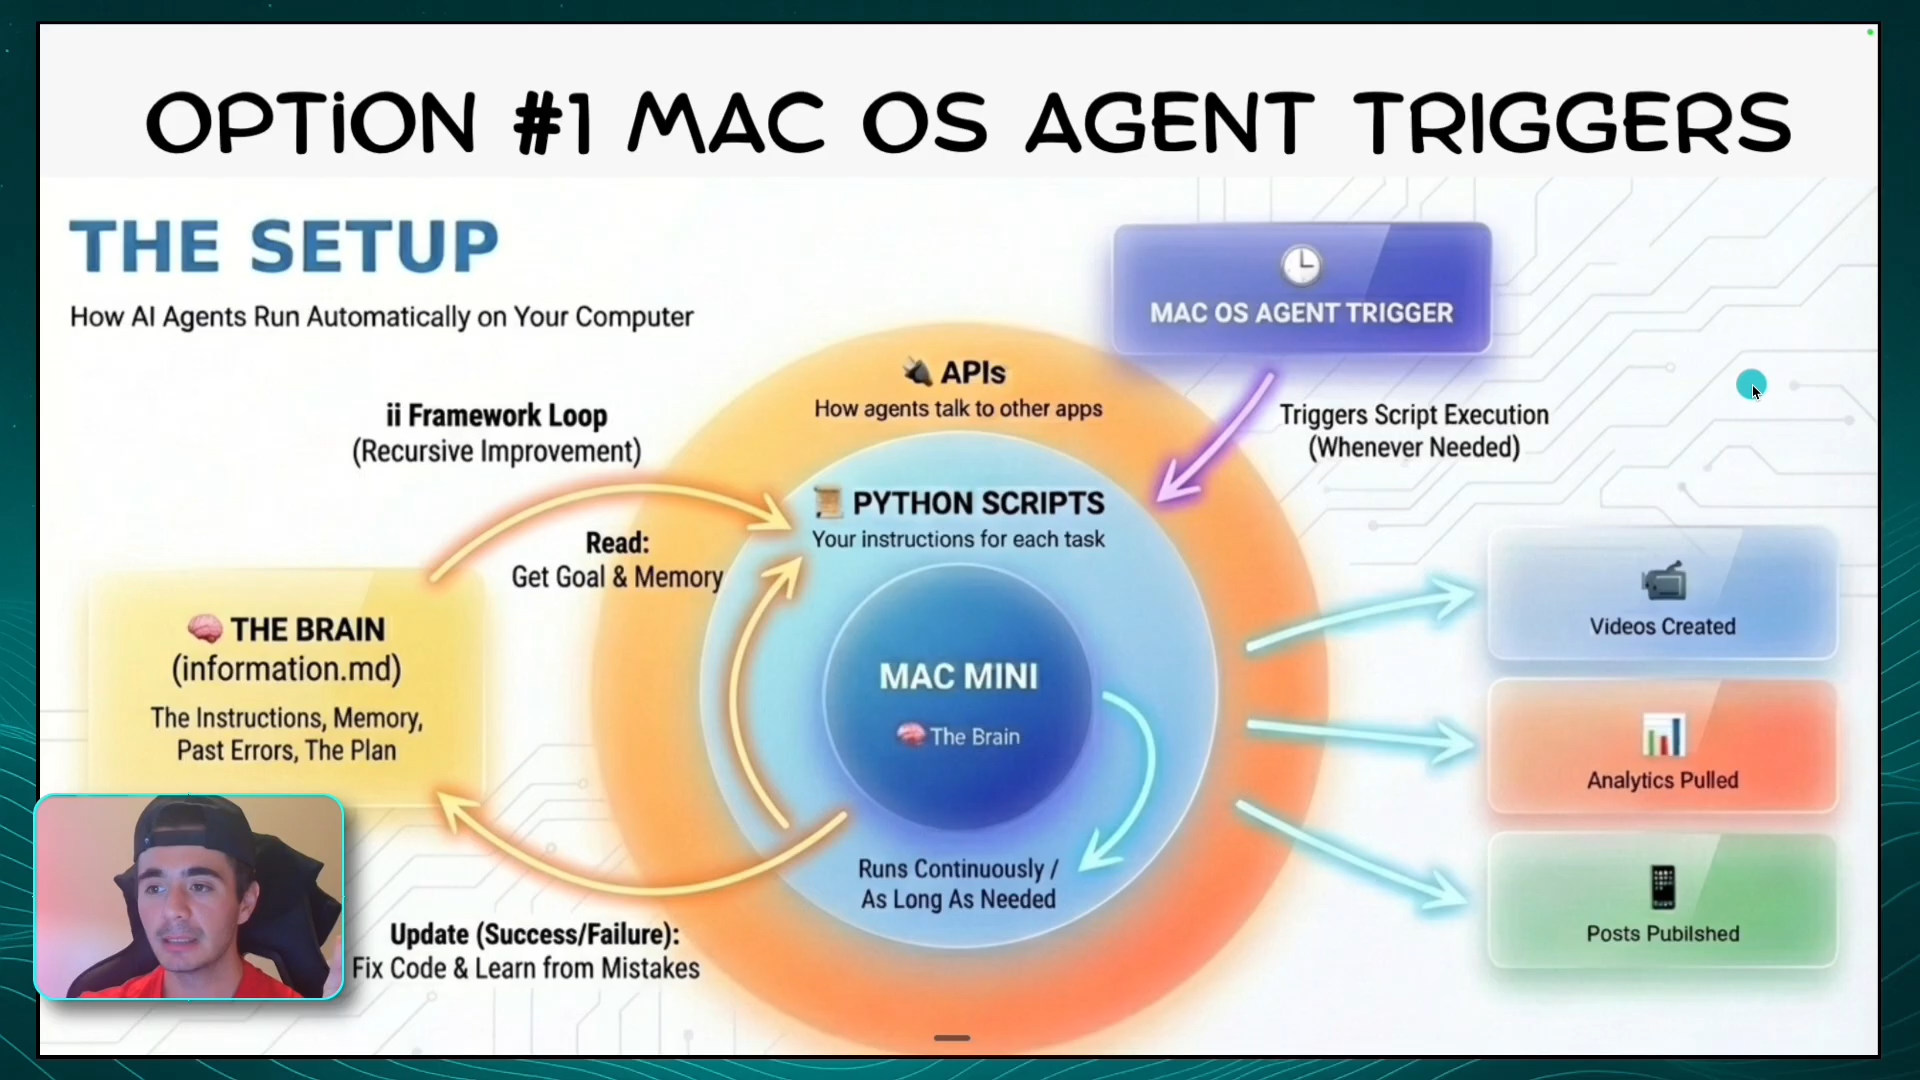 OPTION #1 MAC OS AGENT TRIGGERS
THE SETUP
How AI Agents Run Automatically on Your Computer
MAC OS AGENT TRIGGER
Triggers Script Execution
(Whenever Needed)
APIs
How agents talk to other apps
ii Framework Loop
(Recursive Improvement)
PYTHON SCRIPTS
Your instructions for each task
Read:
Get Goal & Memory
THE BRAIN
(information.md)
The Instructions, Memory,
Past Errors, The Plan
MAC MINI
The Brain
Runs Continuously /
As Long As Needed
Update (Success/Failure):
Fix Code & Learn from Mistakes
Videos Created
Analytics Pulled
Posts Pubilshed